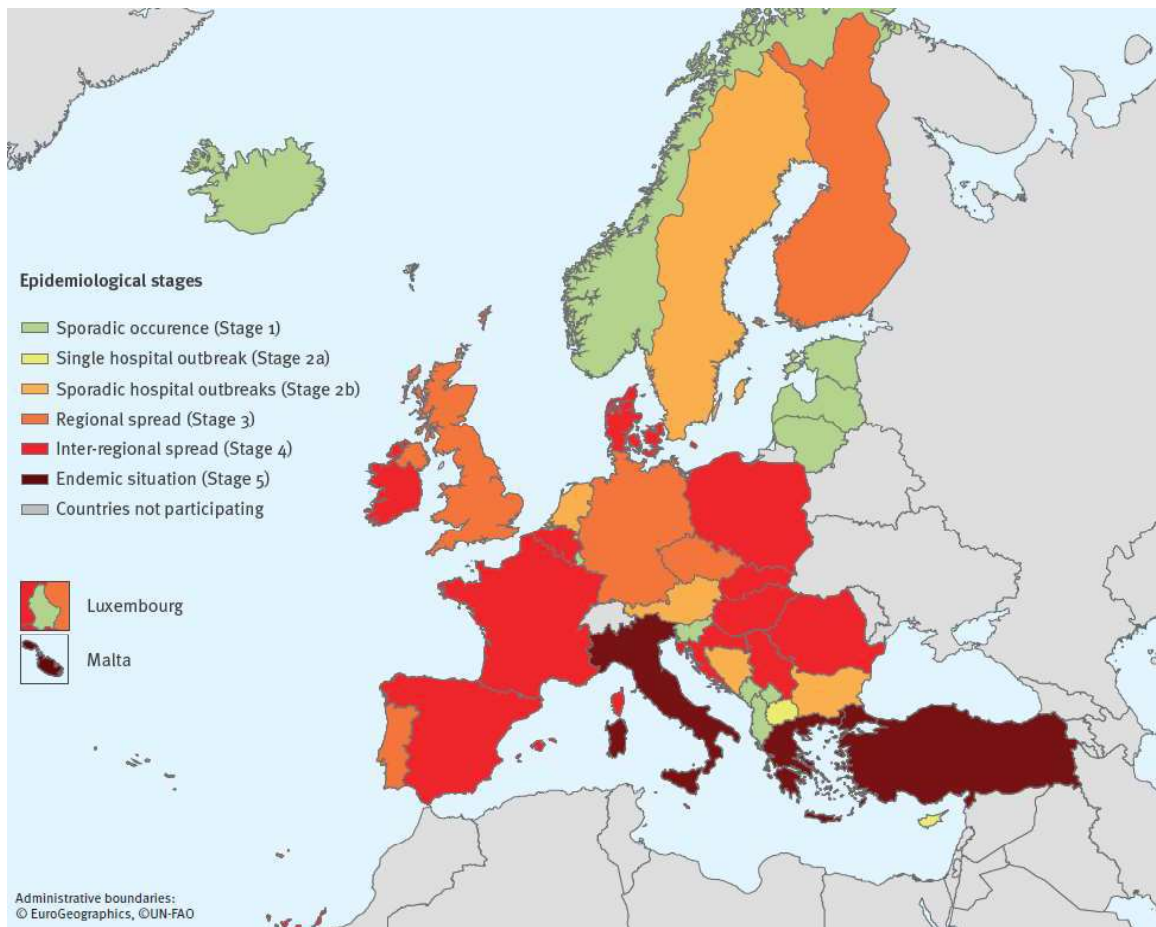 Epidemiological stages
Sporadic occurence (Stage 1)
Single hospital outbreak (Stage 2a)
Sporadic hospital outbreaks (Stage 2b)
Regional spread (Stage 3)
Inter-regional spread (Stage 4)
Endemic situation (Stage 5)
Countries not participating
Luxembourg
Malta
Administrative boundaries:
© EuroGeographics, ©UN-FAO